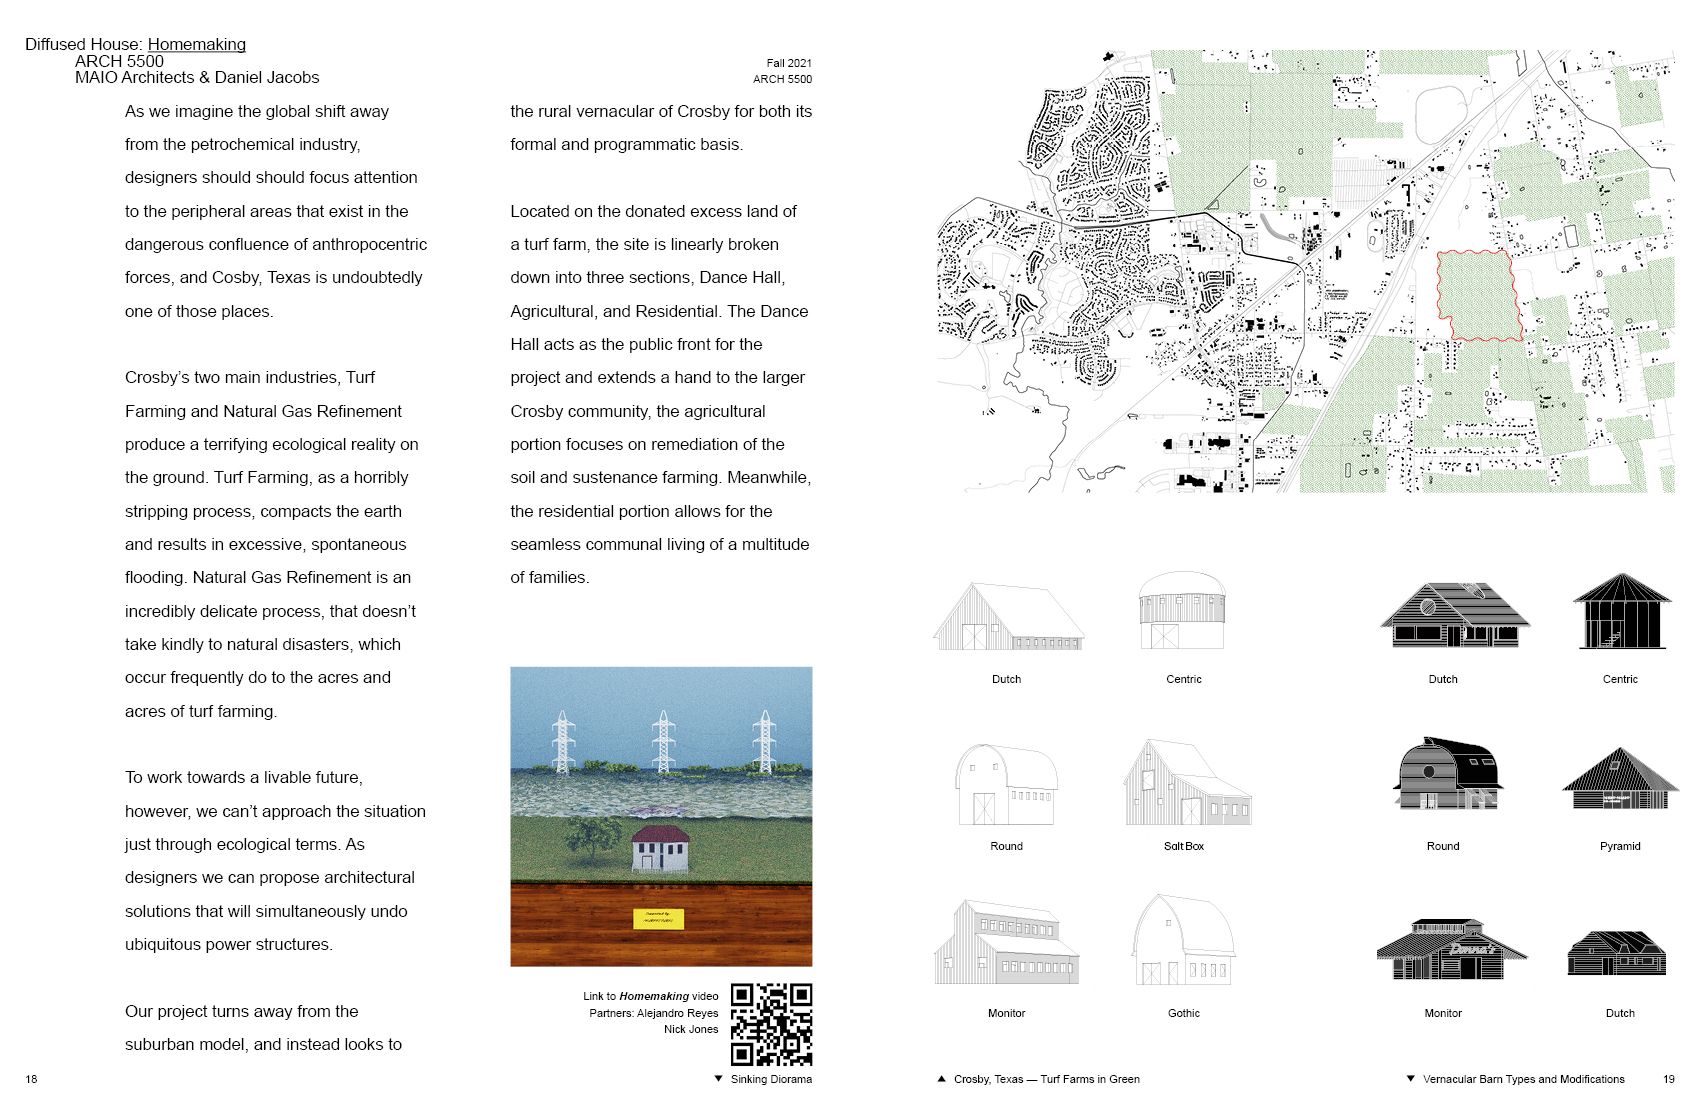 Diffused House: Homemaking
ARCH 5500
MAIO Architects & Daniel Jacobs
Fall 2021
ARCH 5500
As we imagine the global shift away
from the petrochemical industry,
designers should should focus attention
to the peripheral areas that exist in the
dangerous confluence of anthropocentric
forces, and Cosby, Texas is undoubtedly
one of those places.
Crosby’s two main industries, Turf
Farming and Natural Gas Refinement
produce a terrifying ecological reality on
the ground. Turf Farming, as a horribly
stripping process, compacts the earth
and results in excessive, spontaneous
flooding. Natural Gas Refinement is an
incredibly delicate process, that doesn’t
take kindly to natural disasters, which
occur frequently do to the acres and
acres of turf farming.
To work towards a livable future,
however, we can’t approach the situation
just through ecological terms. As
designers we can propose architectural
solutions that will simultaneously undo
ubiquitous power structures.
Our project turns away from the
suburban model, and instead looks to
the rural vernacular of Crosby for both its
formal and programmatic basis.
Located on the donated excess land of
a turf farm, the site is linearly broken
down into three sections, Dance Hall,
Agricultural, and Residential. The Dance
Hall acts as the public front for the
project and extends a hand to the larger
Crosby community, the agricultural
portion focuses on remediation of the
soil and sustenance farming. Meanwhile,
the residential portion allows for the
seamless communal living of a multitude
of families.
Link to Homemaking video
Partners: Alejandro Reyes
Nick Jones
18
▼ Sinking Diorama
Dutch
Centric
Dutch
Centric
Round
Salt Box
Round
Pyramid
Monitor
Gothic
Monitor
Dutch
▲ Crosby, Texas — Turf Farms in Green
▼ Vernacular Barn Types and Modifications
19